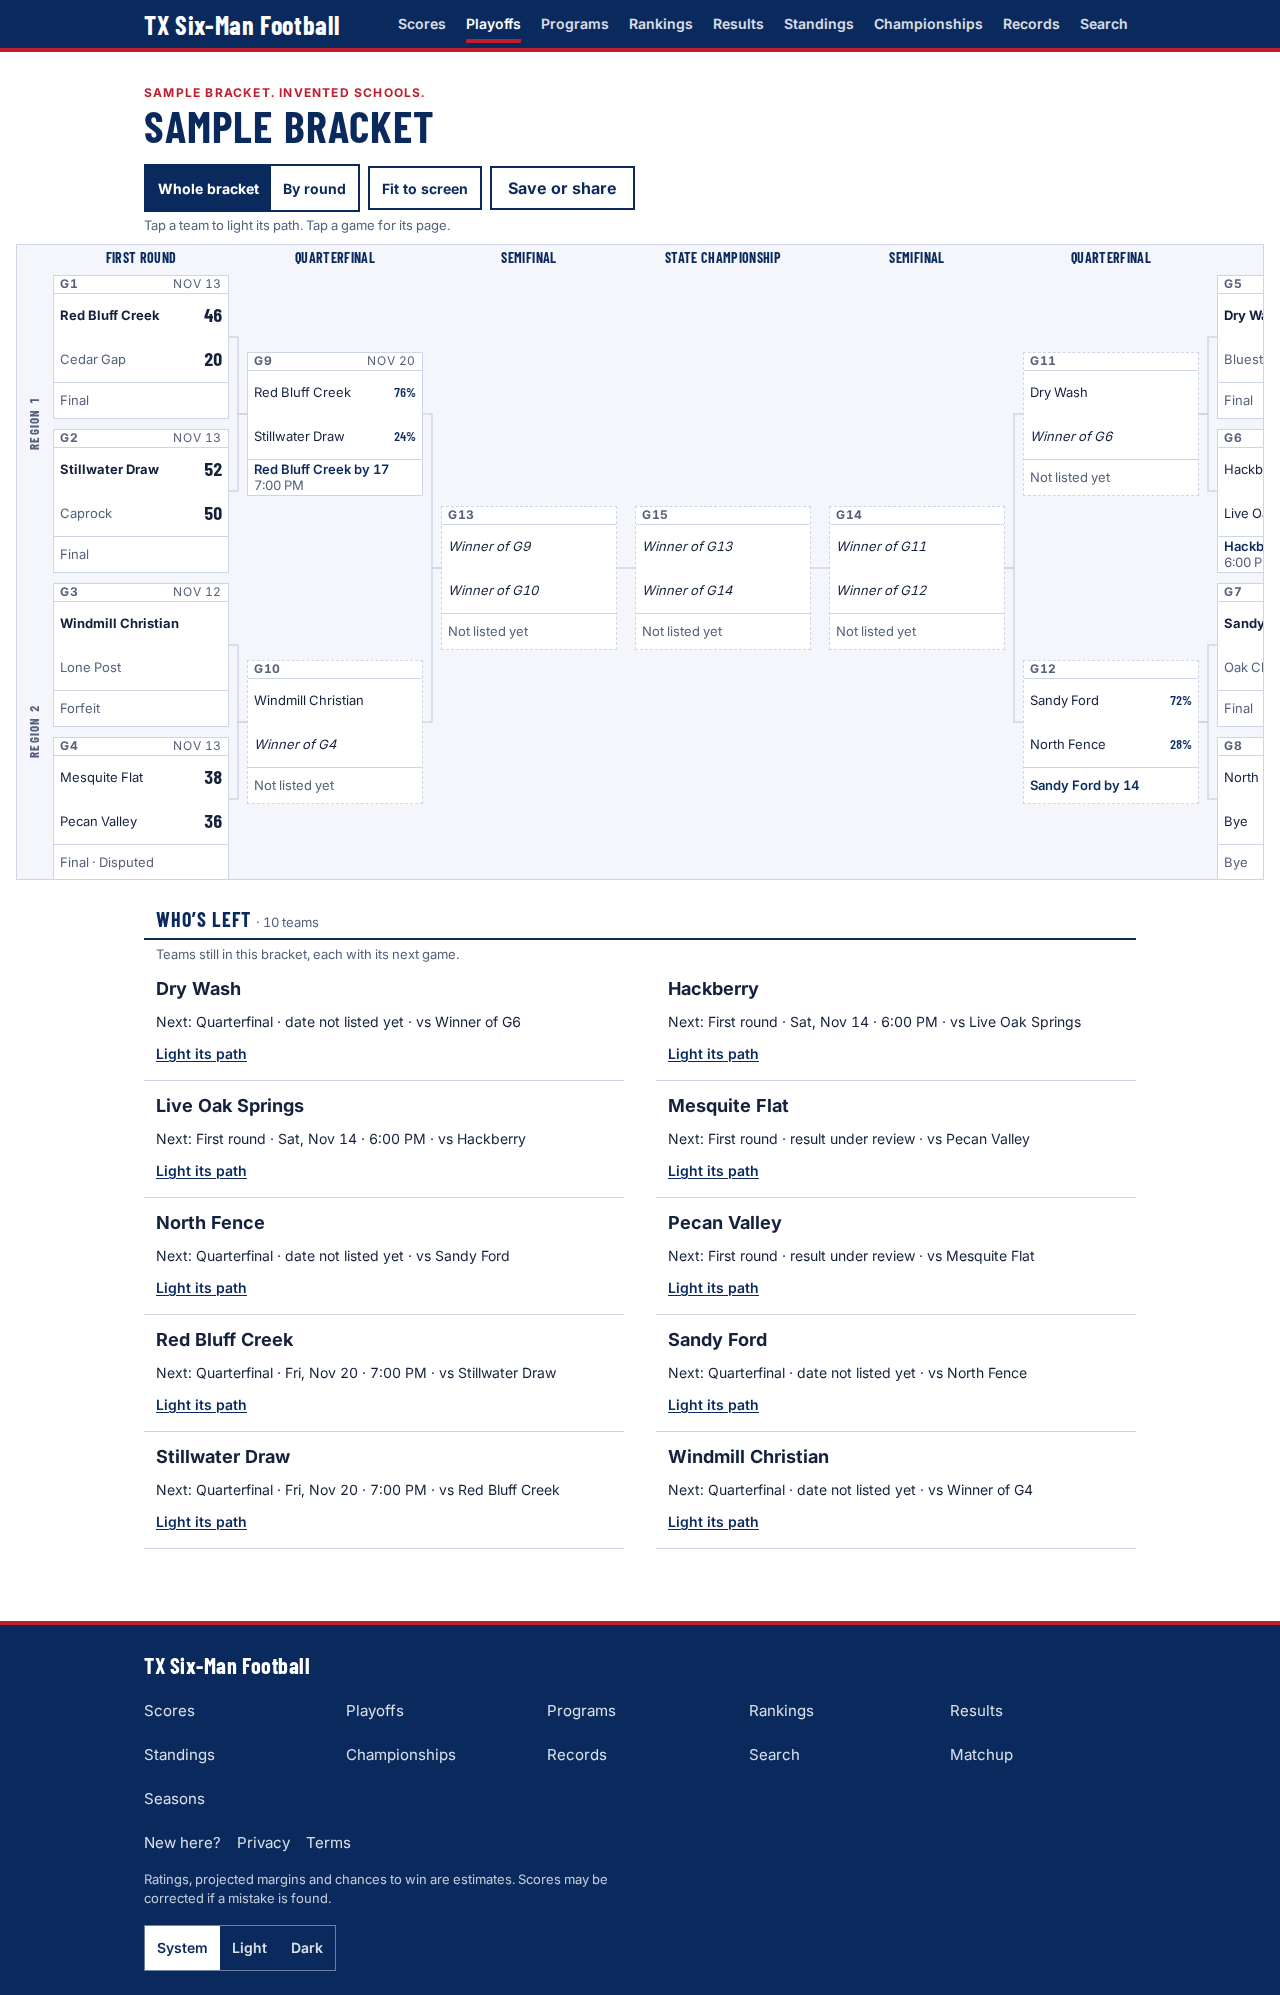 TX Six-Man Football
Scores Playoffs Programs Rankings Results Standings Championships Records Search
SAMPLE BRACKET. INVENTED SCHOOLS.
SAMPLE BRACKET
Whole bracket By round Fit to screen Save or share
Tap a team to light its path. Tap a game for its page.
FIRST ROUND QUARTERFINAL SEMIFINAL STATE CHAMPIONSHIP SEMIFINAL QUARTERFINAL
REGION 1
G1 NOV 13
Red Bluff Creek 46
Cedar Gap 20
Final
G2 NOV 13
Stillwater Draw 52
Caprock 50
Final
REGION 2
G3 NOV 12
Windmill Christian
Lone Post
Forfeit
G4 NOV 13
Mesquite Flat 38
Pecan Valley 36
Final · Disputed
G9 NOV 20
Red Bluff Creek 76%
Stillwater Draw 24%
Red Bluff Creek by 17
7:00 PM
G10
Windmill Christian
Winner of G4
Not listed yet
G13
Winner of G9
Winner of G10
Not listed yet
G15
Winner of G13
Winner of G14
Not listed yet
G14
Winner of G11
Winner of G12
Not listed yet
G11
Dry Wash
Winner of G6
Not listed yet
G12
Sandy Ford 72%
North Fence 28%
Sandy Ford by 14
G5
Dry
Final
G6
Live
6:00
G7
Sandy
Oak
Final
G8
North
Bye
Bye
WHO'S LEFT · 10 teams
Teams still in this bracket, each with its next game.
Dry Wash
Next: Quarterfinal · date not listed yet · vs Winner of G6
Light its path
Hackberry
Next: First round · Sat, Nov 14 · 6:00 PM · vs Live Oak Springs
Light its path
Live Oak Springs
Next: First round · Sat, Nov 14 · 6:00 PM · vs Hackberry
Light its path
Mesquite Flat
Next: First round · result under review · vs Pecan Valley
Light its path
North Fence
Next: Quarterfinal · date not listed yet · vs Sandy Ford
Light its path
Pecan Valley
Next: First round · result under review · vs Mesquite Flat
Light its path
Red Bluff Creek
Next: Quarterfinal · Fri, Nov 20 · 7:00 PM · vs Stillwater Draw
Light its path
Sandy Ford
Next: Quarterfinal · date not listed yet · vs North Fence
Light its path
Stillwater Draw
Next: Quarterfinal · Fri, Nov 20 · 7:00 PM · vs Red Bluff Creek
Light its path
Windmill Christian
Next: Quarterfinal · date not listed yet · vs Winner of G4
Light its path
TX Six-Man Football
Scores Playoffs Programs Rankings Results
Standings Championships Records Search Matchup
Seasons
New here? Privacy Terms
Ratings, projected margins and chances to win are estimates. Scores may be
corrected if a mistake is found.
System Light Dark